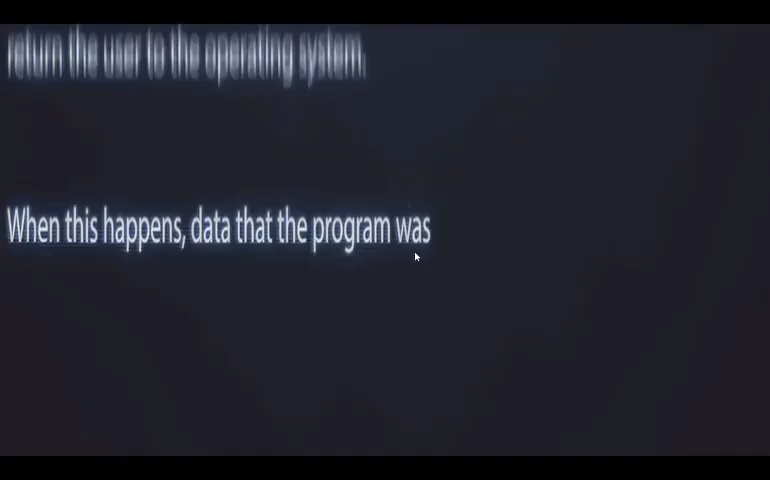 return the user to the operating system.
When this happens, data that the program was